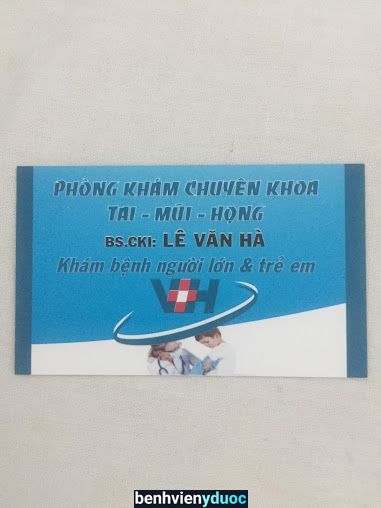 PHÒNG KHÁM CHUYÊN KHOA
TAI - MŨI - HỌNG
BS.CKI: LÊ VĂN HÀ
Khám bệnh người lớn & trẻ em
VH
benhvienyduoc